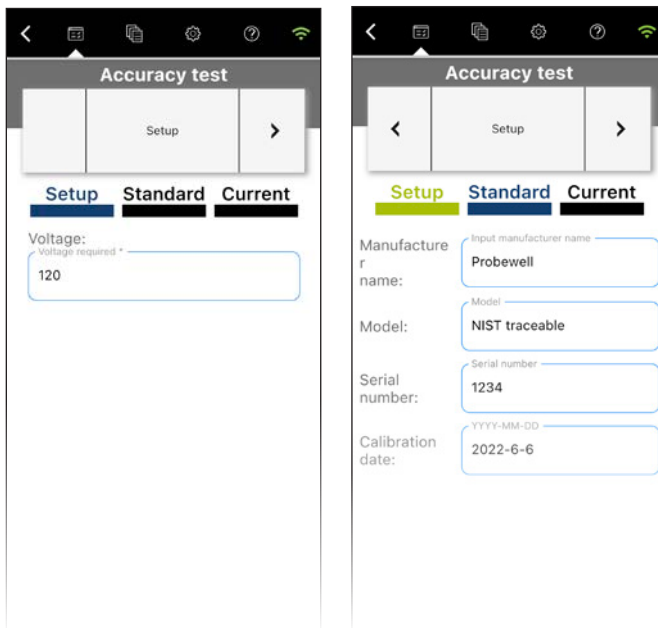 Accuracy test
Setup
Setup Standard Current
Voltage:
Voltage required *
120
Accuracy test
Setup
Setup Standard Current
Manufacture
r
name:
Input manufacturer name
Probewell
Model:
Model
NIST traceable
Serial
number:
Serial number
1234
Calibration
date:
YYYY-MM-DD
2022-6-6